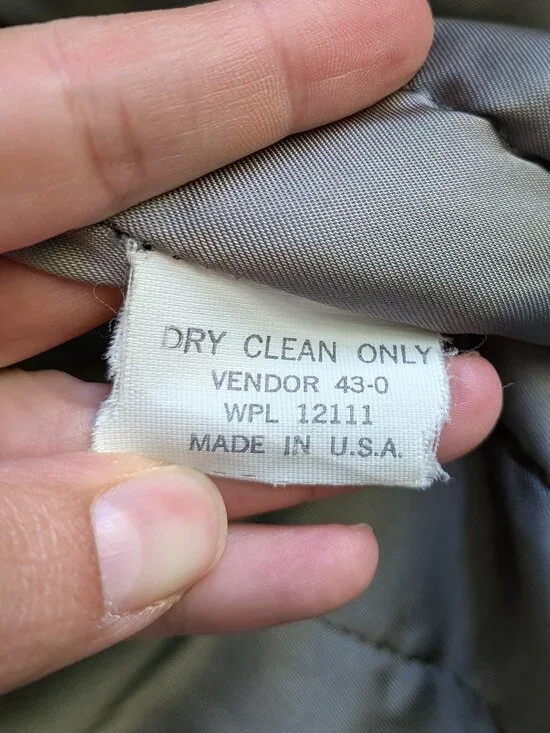 DRY CLEAN ONLY
VENDOR 43-0
WPL 12111
MADE IN U.S.A.